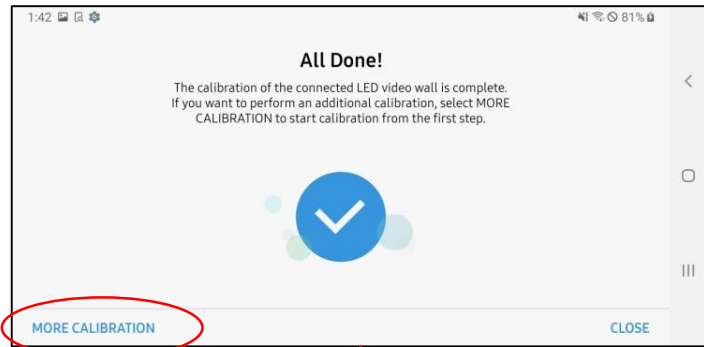 1:42 81%
All Done!
The calibration of the connected LED video wall is complete.
If you want to perform an additional calibration, select MORE
CALIBRATION to start calibration from the first step.
MORE CALIBRATION CLOSE